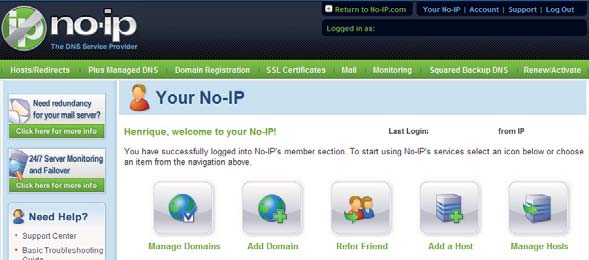 no-ip
The DNS Service Provider
Return to No-IP.com
Your No-IP | Account | Support | Log Out
Logged in as:
Hosts/Redirects Plus Managed DNS Domain Registration SSL Certificates Mail Monitoring Squared Backup DNS Renew/Activate
Need redundancy
for your mail server?
Click here for more info
24/7 Server Monitoring
and Failover
Click here for more info
Need Help?
Support Center
Basic Troubleshooting
Guide
Your No-IP
Henrique, welcome to your No-IP!
Last Login: from IP
You have successfully logged into No-IP's member section. To start using No-IP's services select an icon below or choose
an item from the navigation above.
Manage Domains Add Domain Refer Friend Add a Host Manage Hosts